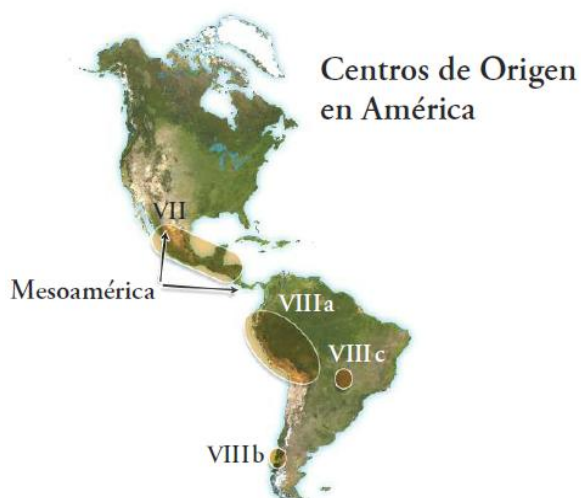 Centros de Origen
en América
VII
Mesoamérica
VIII a
VIII c
VIII b